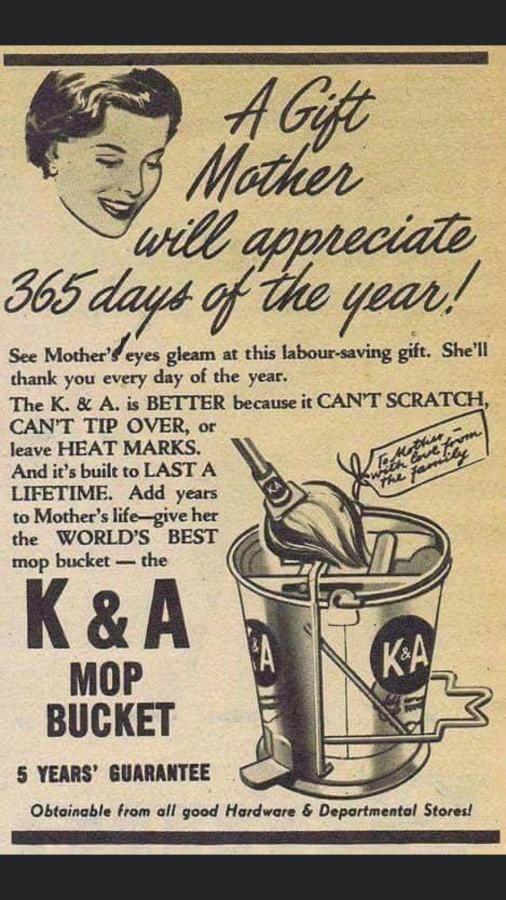 A Gift
Mother
will appreciate
365 days of the year!
See Mother's eyes gleam at this labour-saving gift. She'll
thank you every day of the year.
The K. & A. is BETTER because it CAN'T SCRATCH,
CAN'T TIP OVER, or
leave HEAT MARKS.
And it's built to LAST A
LIFETIME. Add years
to Mother's life—give her
the WORLD'S BEST
mop bucket — the
To Mother –
with love from
the family
K & A
MOP
BUCKET
K&A
&A
K&A
5 YEARS' GUARANTEE
Obtainable from all good Hardware & Departmental Stores!